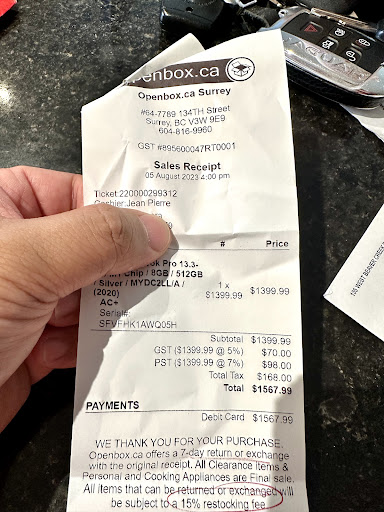 Openbox.ca
Openbox.ca Surrey
#64-7789 134TH Street
Surrey, BC V3W 9E9
604-816-9960
GST #895600047RT0001
Sales Receipt
05 August 2023 4:00 pm
Ticket 220000299312
Cashier Jean Pierre
# Price
Pro 13.3-
Chip / 8GB / 512GB
/ Silver / MYDC2LL/A /
(2020)
1 x
$1399.99 $1399.99
AC+
Serial#:
SFVFHK1AWQ05H
Subtotal $1399.99
GST ($1399.99 @ 5%) $70.00
PST ($1399.99 @ 7%) $98.00
Total Tax $168.00
Total $1567.99
PAYMENTS
Debit Card $1567.99
WE THANK YOU FOR YOUR PURCHASE.
Openbox.ca offers a 7-day return or exchange
with the original receipt. All Clearance items &
Personal and Cooking Appliances are Final sale.
All items that can be returned or exchanged will
be subject to a 15% restocking fee.